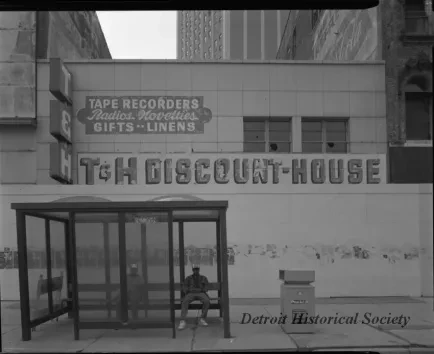 TAPE RECORDERS
Radios. Novelties.
GIFTS -- LINENS
T & H
T&H DISCOUNT-HOUSE
Detroit Historical Society